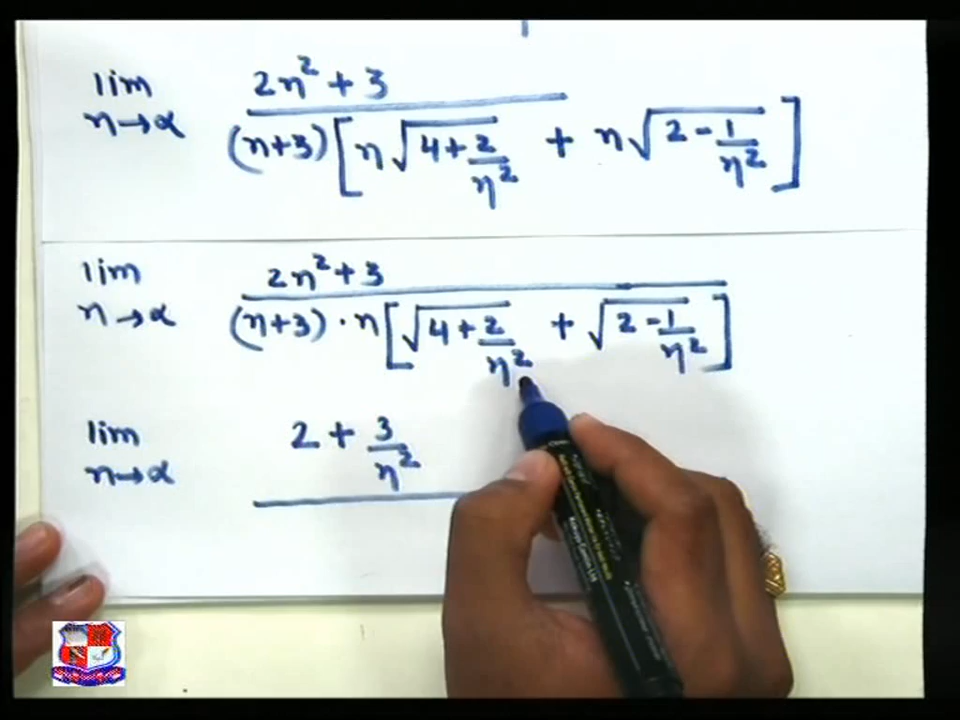 lim n→∝ 2n² + 3 / (n+3) [ n√(4 + 2/n²) + n√(2 - 1/n²) ]
lim n→∝ 2n² + 3 / (n+3) · n [ √(4 + 2/n²) + √(2 - 1/n²) ]
lim n→∝ 2 + 3/n²